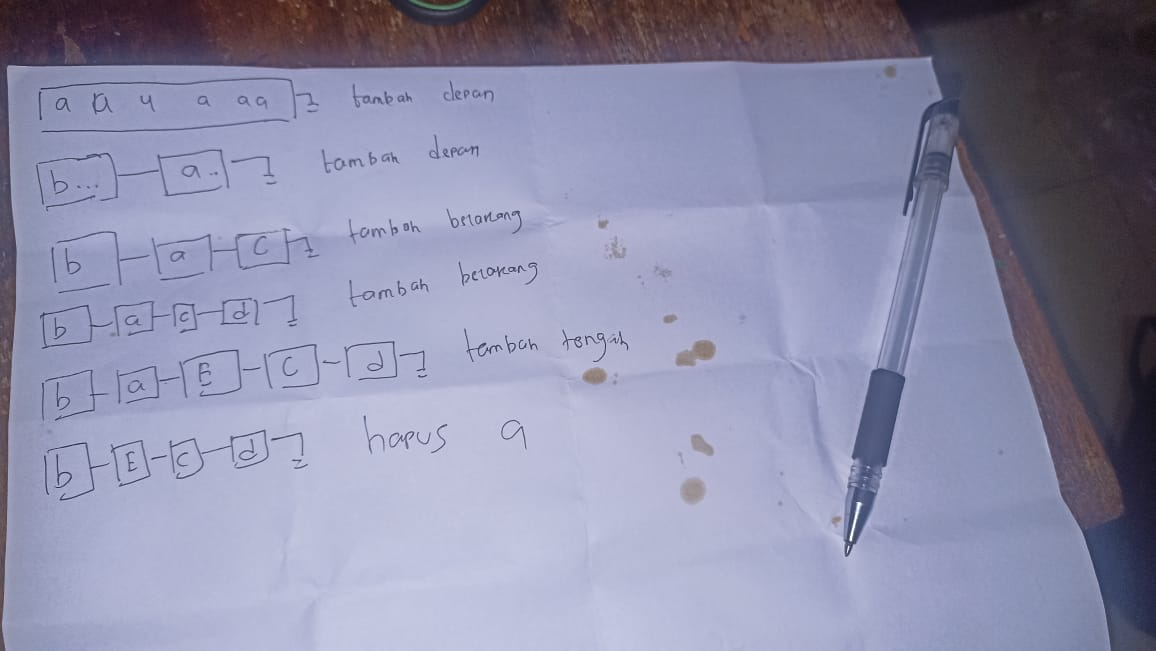 a a y a aa tambah depan
b... a.. tambah depan
b a c tambah belakang
b a c d tambah belakang
b a E C d tambah tengah
b E c d hapus a